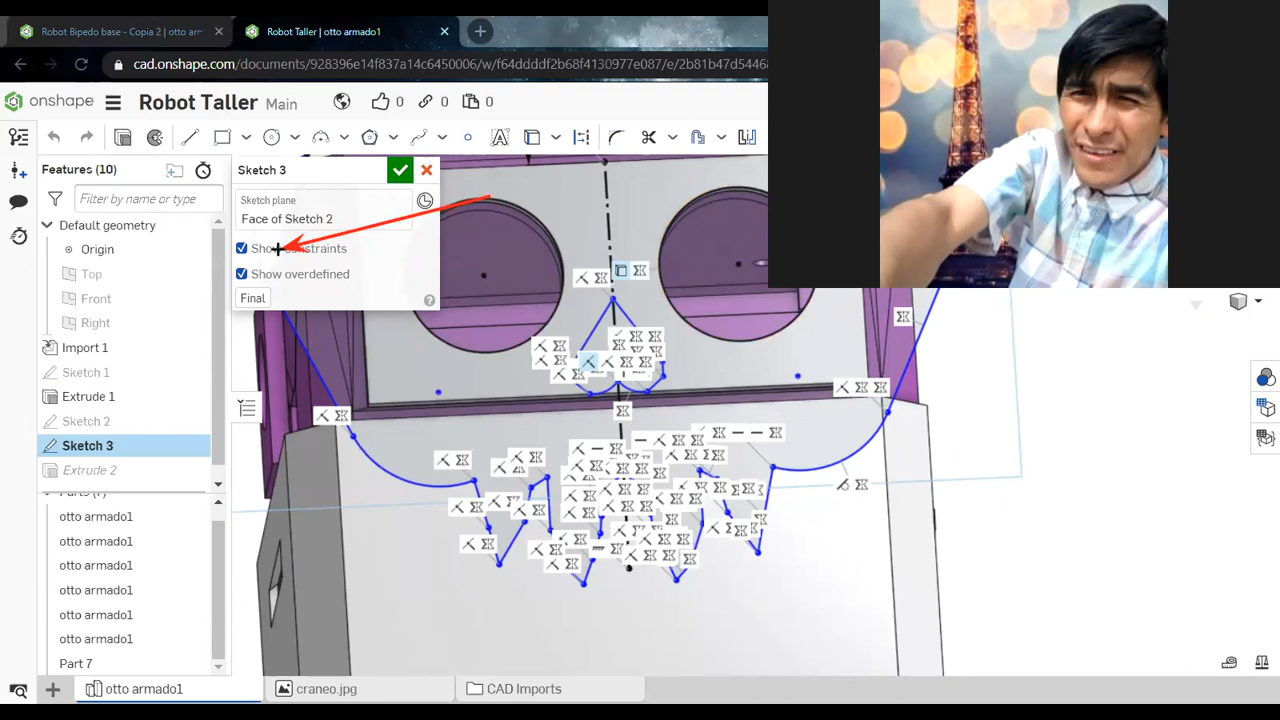 Robot Bipedo base - Copia 2 | otto arm
Robot Taller | otto armado1
cad.onshape.com/documents/928396e14f837a14c6450006/w/f64ddddf2b68f4130977e087/e/2b81b47d5446
onshape
Robot Taller Main
0 0 0
Features (10)
Filter by name or type
Default geometry
Origin
Top
Front
Right
Import 1
Sketch 1
Extrude 1
Sketch 2
Sketch 3
Extrude 2
otto armado1
otto armado1
otto armado1
otto armado1
otto armado1
otto armado1
Part 7
Sketch 3
Sketch plane
Face of Sketch 2
Show constraints
Show overdefined
Final
otto armado1
craneo.jpg
CAD Imports